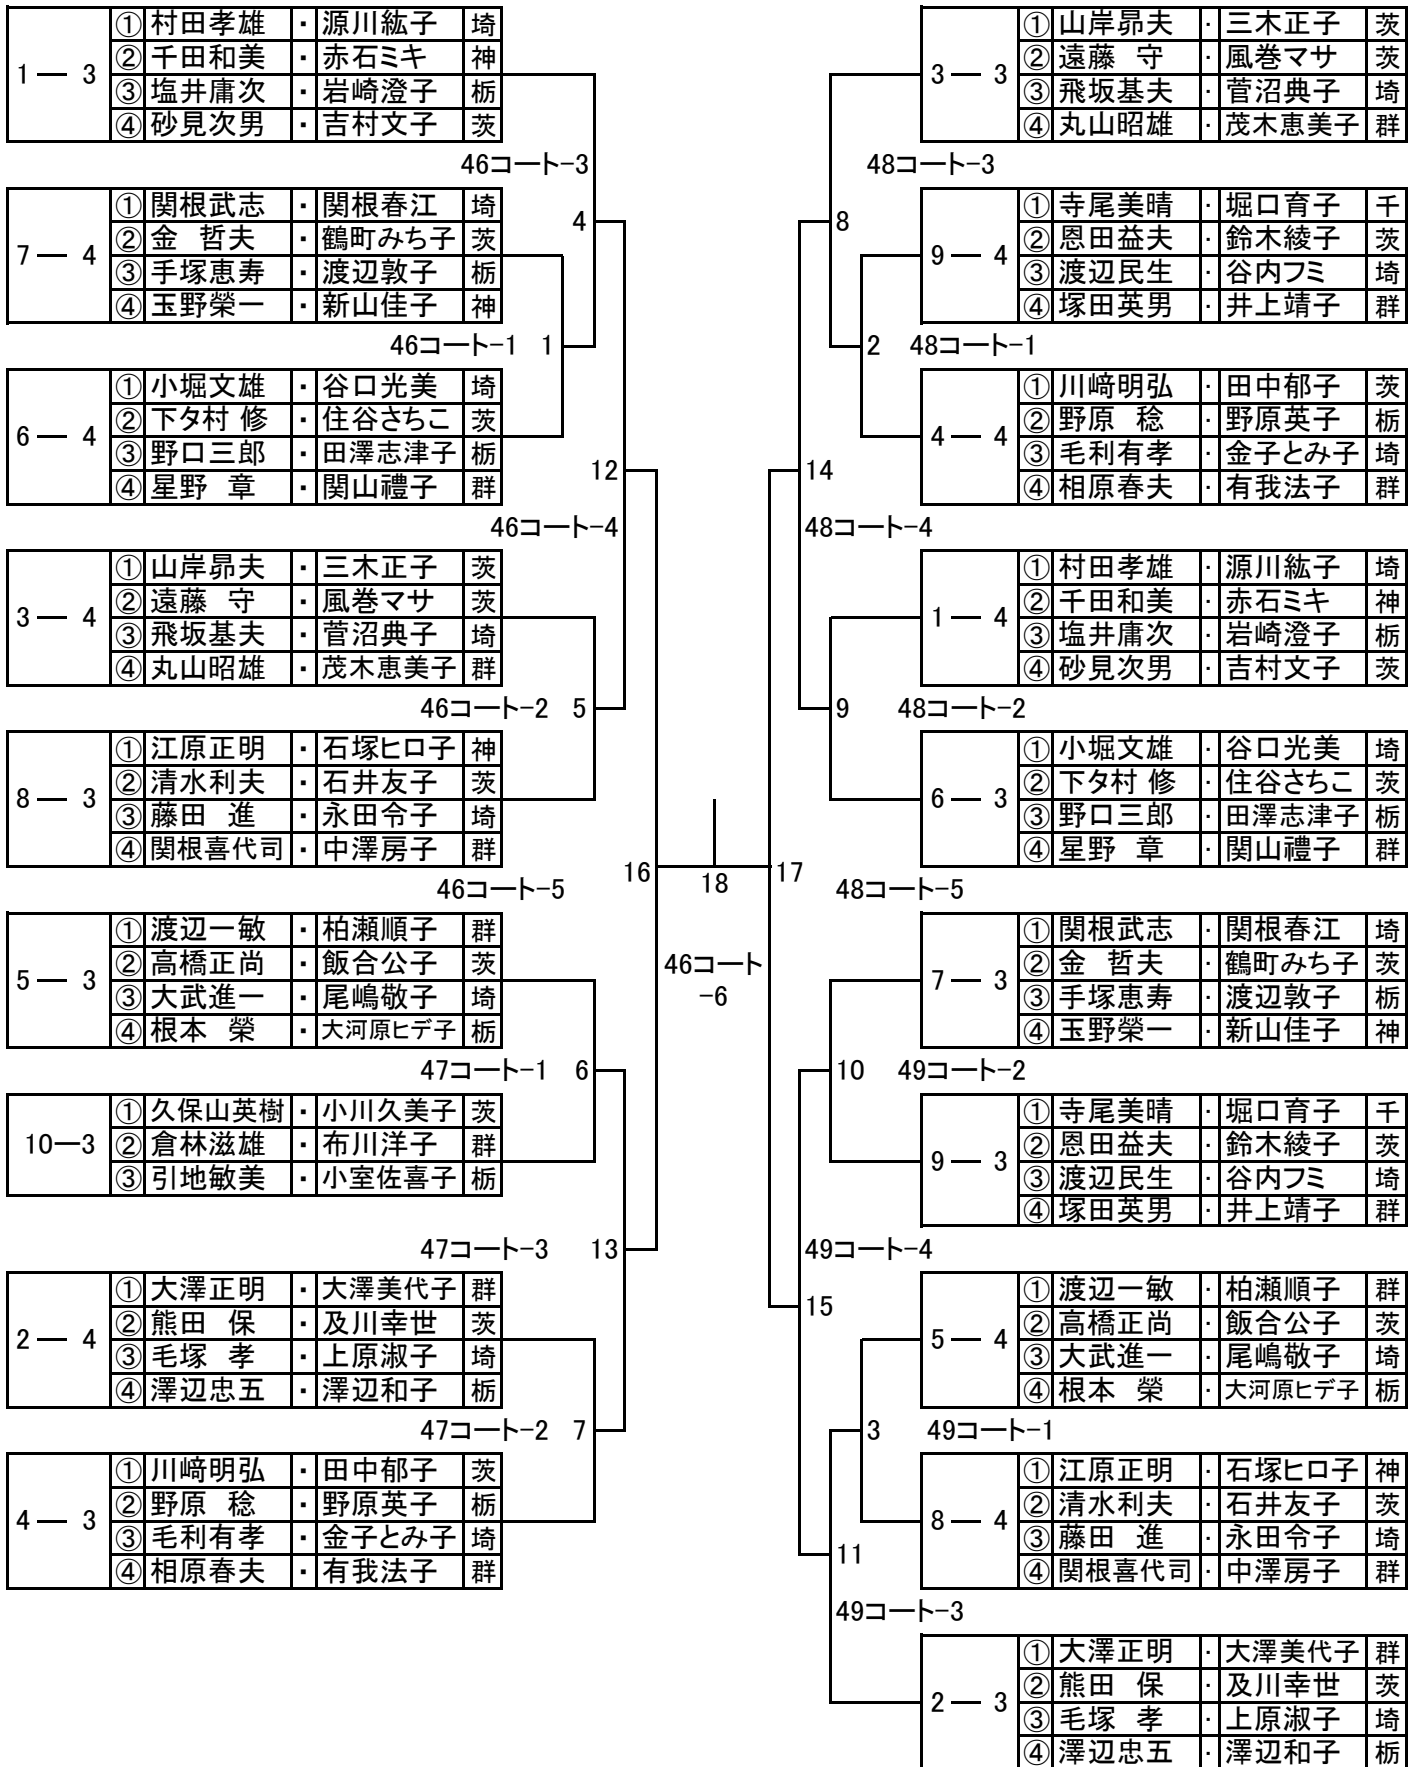 1 ― 3
① 村田孝雄 ・ 源川紘子 埼
② 千田和美 ・ 赤石ミキ 神
③ 塩井庸次 ・ 岩崎澄子 栃
④ 砂見次男 ・ 吉村文子 茨
46コート-3
4
7 ― 4
① 関根武志 ・ 関根春江 埼
② 金 哲夫 ・ 鶴町みち子 茨
③ 手塚恵寿 ・ 渡辺敦子 栃
④ 玉野榮一 ・ 新山佳子 神
46コート-1 1
6 ― 4
① 小堀文雄 ・ 谷口光美 埼
② 下タ村 修 ・ 住谷さちこ 茨
③ 野口三郎 ・ 田澤志津子 栃
④ 星野 章 ・ 関山禮子 群
12
46コート-4
3 ― 4
① 山岸昴夫 ・ 三木正子 茨
② 遠藤 守 ・ 風巻マサ 茨
③ 飛坂基夫 ・ 菅沼典子 埼
④ 丸山昭雄 ・ 茂木恵美子 群
46コート-2 5
8 ― 3
① 江原正明 ・ 石塚ヒロ子 神
② 清水利夫 ・ 石井友子 茨
③ 藤田 進 ・ 永田令子 埼
④ 関根喜代司 ・ 中澤房子 群
46コート-5
16
18
17
46コート
-6
5 ― 3
① 渡辺一敏 ・ 柏瀬順子 群
② 高橋正尚 ・ 飯合公子 茨
③ 大武進一 ・ 尾嶋敬子 埼
④ 根本 榮 ・ 大河原ヒデ子 栃
47コート-1 6
10―3
① 久保山英樹 ・ 小川久美子 茨
② 倉林滋雄 ・ 布川洋子 群
③ 引地敏美 ・ 小室佐喜子 栃
47コート-3 13
2 ― 4
① 大澤正明 ・ 大澤美代子 群
② 熊田 保 ・ 及川幸世 茨
③ 毛塚 孝 ・ 上原淑子 埼
④ 澤辺忠五 ・ 澤辺和子 栃
47コート-2 7
4 ― 3
① 川﨑明弘 ・ 田中郁子 茨
② 野原 稔 ・ 野原英子 栃
③ 毛利有孝 ・ 金子とみ子 埼
④ 相原春夫 ・ 有我法子 群
3 ― 3
① 山岸昴夫 ・ 三木正子 茨
② 遠藤 守 ・ 風巻マサ 茨
③ 飛坂基夫 ・ 菅沼典子 埼
④ 丸山昭雄 ・ 茂木恵美子 群
48コート-3
8
9 ― 4
① 寺尾美晴 ・ 堀口育子 千
② 恩田益夫 ・ 鈴木綾子 茨
③ 渡辺民生 ・ 谷内フミ 埼
④ 塚田英男 ・ 井上靖子 群
2 48コート-1
4 ― 4
① 川﨑明弘 ・ 田中郁子 茨
② 野原 稔 ・ 野原英子 栃
③ 毛利有孝 ・ 金子とみ子 埼
④ 相原春夫 ・ 有我法子 群
14
48コート-4
1 ― 4
① 村田孝雄 ・ 源川紘子 埼
② 千田和美 ・ 赤石ミキ 神
③ 塩井庸次 ・ 岩崎澄子 栃
④ 砂見次男 ・ 吉村文子 茨
9 48コート-2
6 ― 3
① 小堀文雄 ・ 谷口光美 埼
② 下タ村 修 ・ 住谷さちこ 茨
③ 野口三郎 ・ 田澤志津子 栃
④ 星野 章 ・ 関山禮子 群
48コート-5
7 ― 3
① 関根武志 ・ 関根春江 埼
② 金 哲夫 ・ 鶴町みち子 茨
③ 手塚恵寿 ・ 渡辺敦子 栃
④ 玉野榮一 ・ 新山佳子 神
10 49コート-2
9 ― 3
① 寺尾美晴 ・ 堀口育子 千
② 恩田益夫 ・ 鈴木綾子 茨
③ 渡辺民生 ・ 谷内フミ 埼
④ 塚田英男 ・ 井上靖子 群
49コート-4
15
5 ― 4
① 渡辺一敏 ・ 柏瀬順子 群
② 高橋正尚 ・ 飯合公子 茨
③ 大武進一 ・ 尾嶋敬子 埼
④ 根本 榮 ・ 大河原ヒデ子 栃
3 49コート-1
8 ― 4
① 江原正明 ・ 石塚ヒロ子 神
② 清水利夫 ・ 石井友子 茨
③ 藤田 進 ・ 永田令子 埼
④ 関根喜代司 ・ 中澤房子 群
11
49コート-3
2 ― 3
① 大澤正明 ・ 大澤美代子 群
② 熊田 保 ・ 及川幸世 茨
③ 毛塚 孝 ・ 上原淑子 埼
④ 澤辺忠五 ・ 澤辺和子 栃